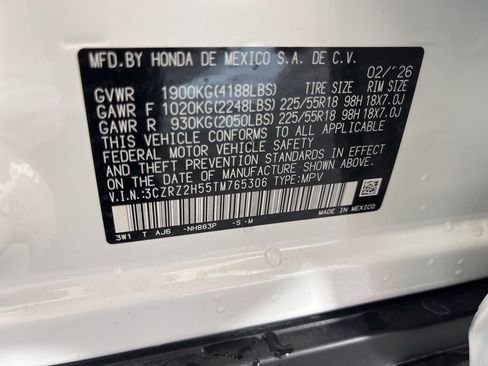 MFD.BY HONDA DE MEXICO S.A. DE C.V.
02/'26
GVWR 1900KG(4188LBS) TIRE SIZE RIM SIZE
GAWR F 1020KG(2248LBS) 225/55R18 98H 18X7.0J
GAWR R 930KG(2050LBS) 225/55R18 98H 18X7.0J
THIS VEHICLE CONFORMS TO ALL APPLICABLE
FEDERAL MOTOR VEHICLE SAFETY
AND THEFT PREVENTION STANDARDS IN EFFECT
ON THE DATE OF MANUFACTURE SHOWN ABOVE.
V.I.N.:3CZRZ2H55TM765306 TYPE:MPV
3W1 T AJ6 -NH883P -S -M
MADE IN MEXICO